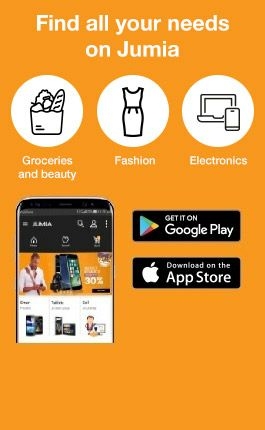 Find all your needs
on Jumia
Groceries
and beauty
Fashion
Electronics
JUMIA
30%
GET IT ON
Google Play
Download on the
App Store